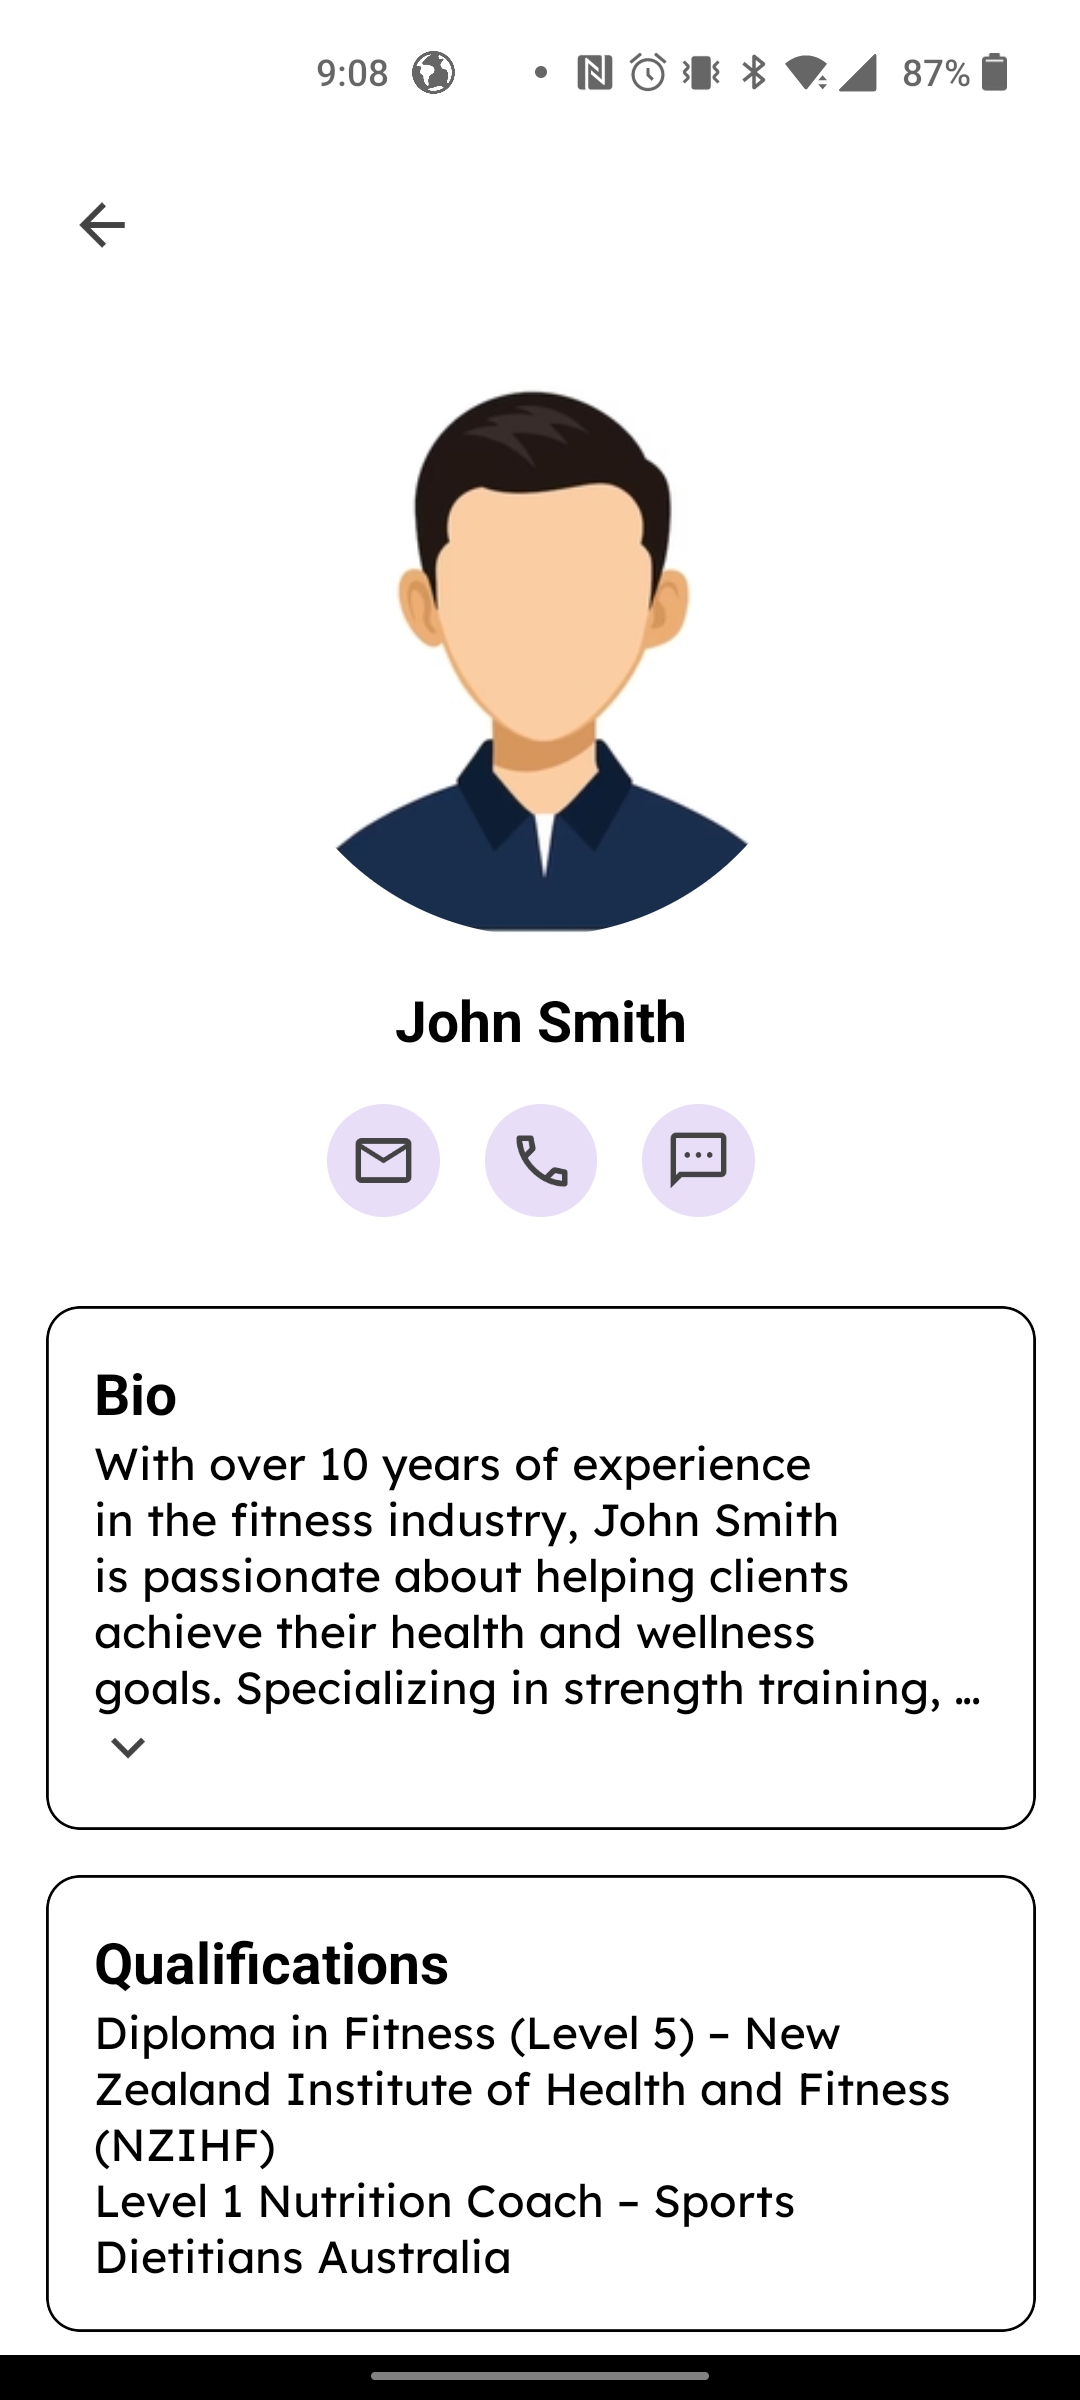 9:08
87%
John Smith
Bio
With over 10 years of experience
in the fitness industry, John Smith
is passionate about helping clients
achieve their health and wellness
goals. Specializing in strength training, ...
Qualifications
Diploma in Fitness (Level 5) – New
Zealand Institute of Health and Fitness
(NZIHF)
Level 1 Nutrition Coach – Sports
Dietitians Australia